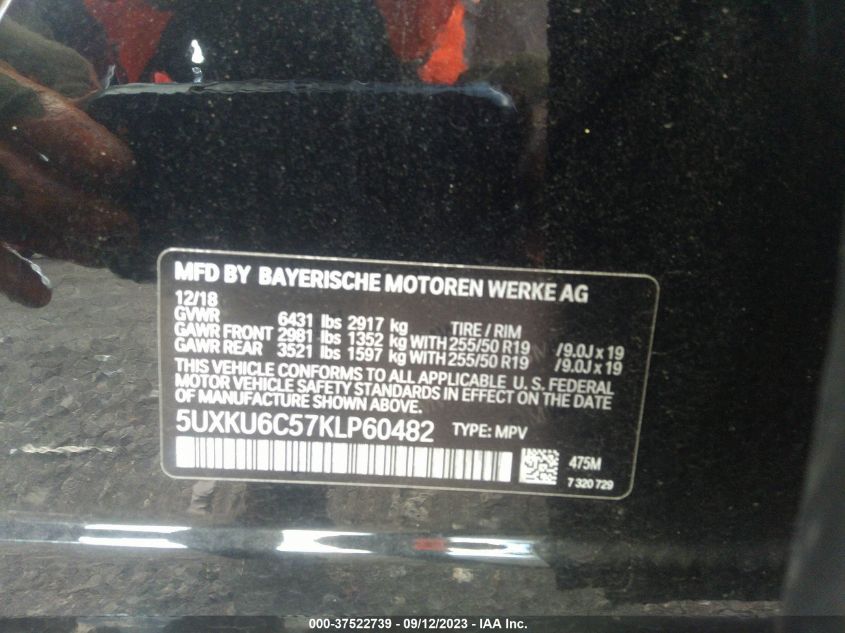 MFD BY BAYERISCHE MOTOREN WERKE AG
12/18
GVWR 6431 lbs 2917 kg TIRE / RIM
GAWR FRONT 2981 lbs 1352 kg WITH 255/50 R19 /9.0J x 19
GAWR REAR 3521 lbs 1597 kg WITH 255/50 R19 /9.0J x 19
THIS VEHICLE CONFORMS TO ALL APPLICABLE U. S. FEDERAL
MOTOR VEHICLE SAFETY STANDARDS IN EFFECT ON THE DATE
OF MANUFACTURE SHOWN ABOVE.
5UXKU6C57KLP60482 TYPE: MPV
475M
7 320 729
000-37522739 - 09/12/2023 - IAA Inc.